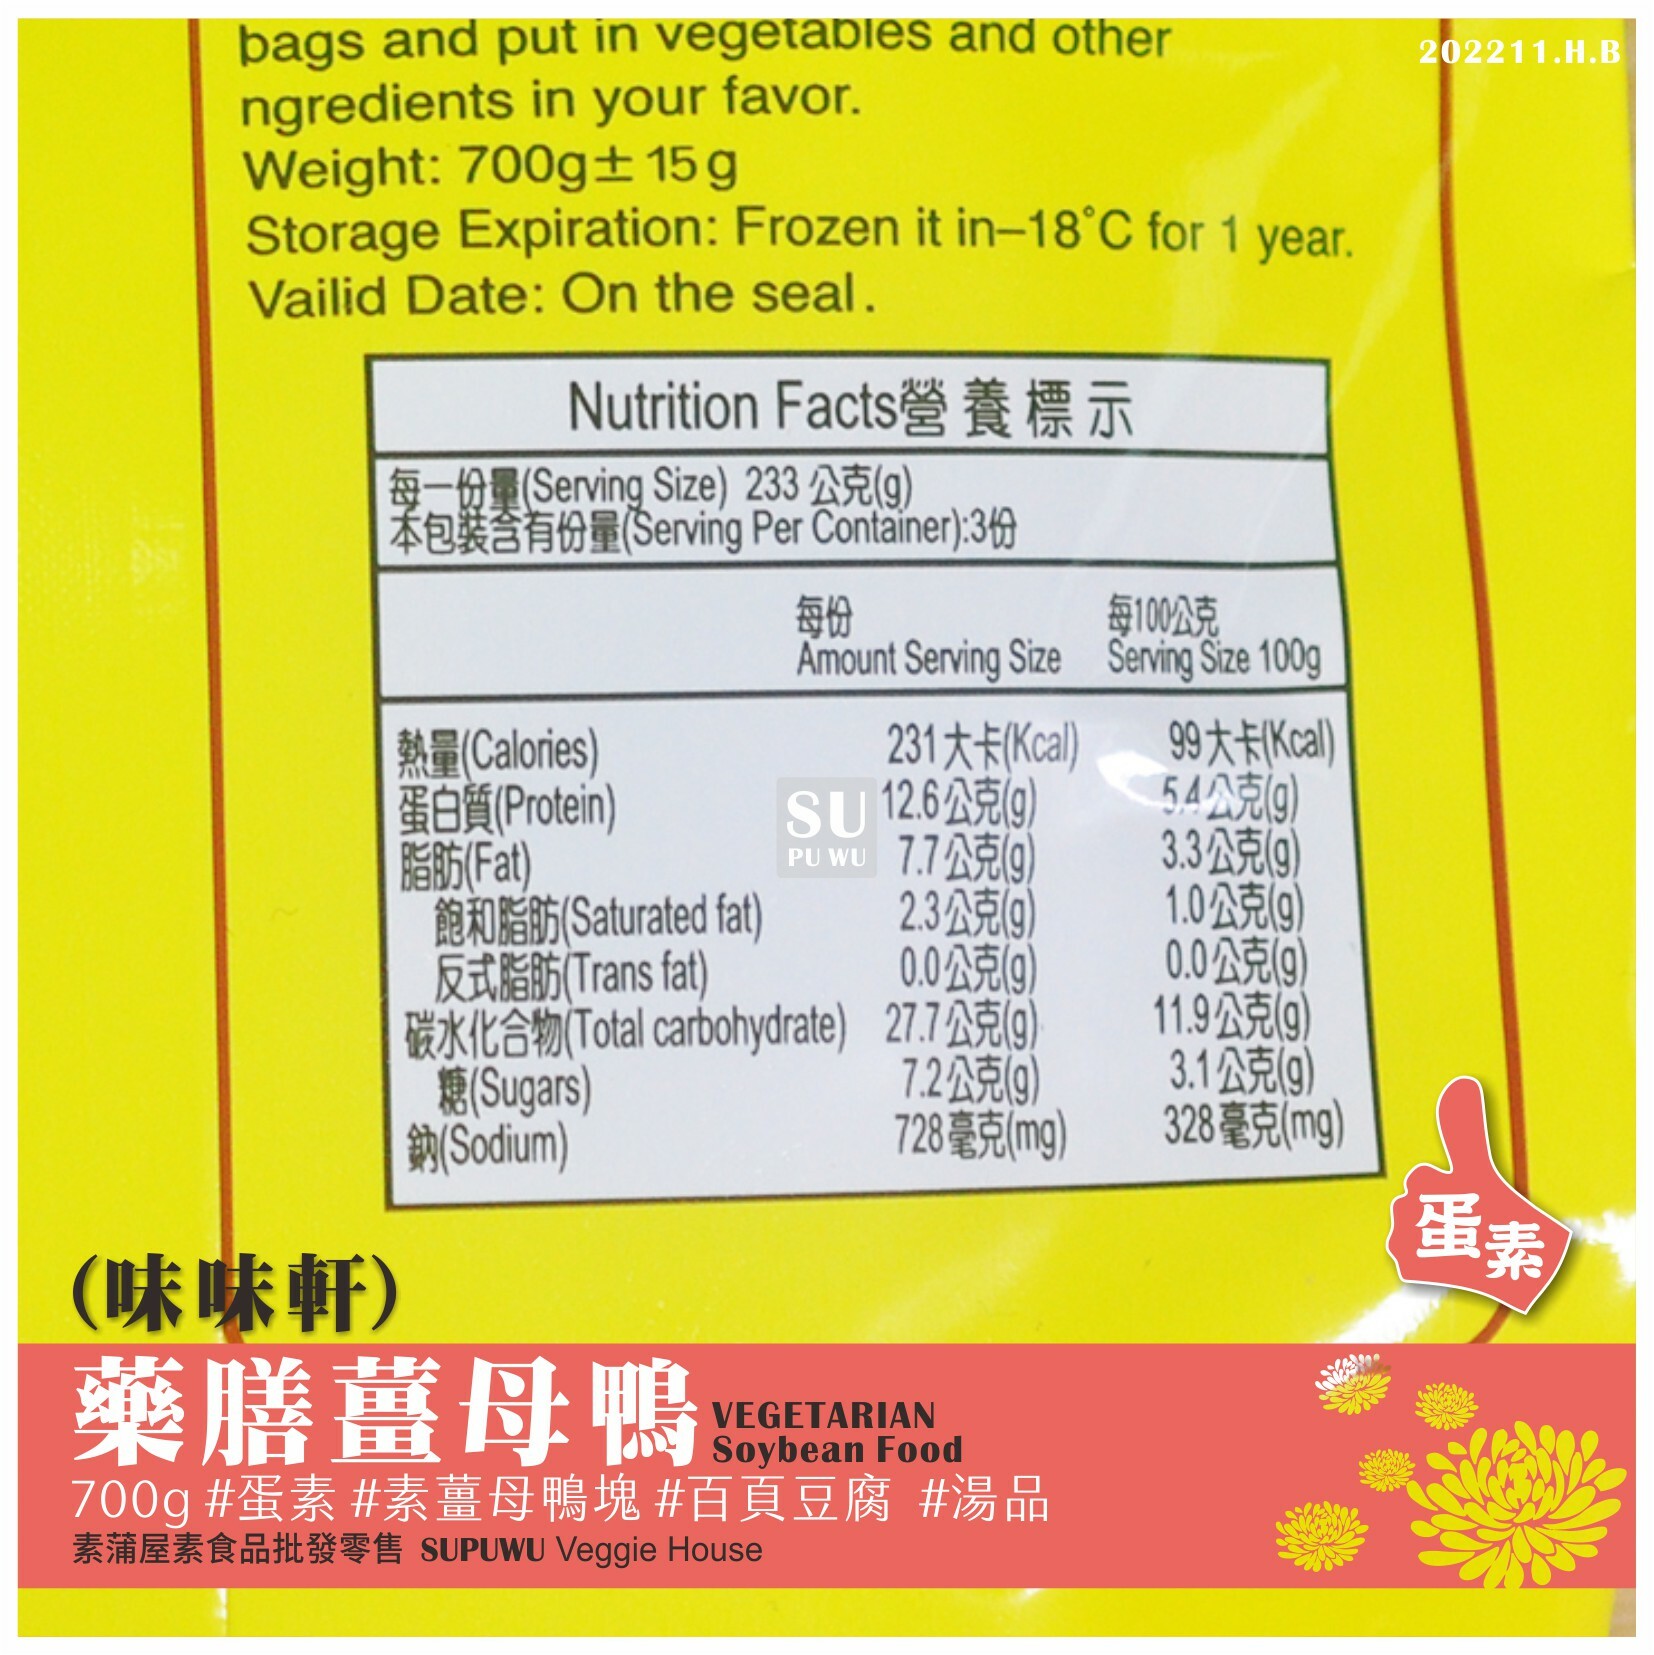 bags and put in vegetables and other
ngredients in your favor.
Weight: 700g±15g
Storage Expiration: Frozen it in–18°C for 1 year.
Vailid Date: On the seal.
202211.H.B
Nutrition Facts營養標示
每一份量(Serving Size) 233 公克(g)
本包裝含有份量(Serving Per Container):3份
每份 每100公克
Amount Serving Size Serving Size 100g
熱量(Calories) 231大卡(Kcal) 99大卡(Kcal)
蛋白質(Protein) 12.6公克(g) 5.4公克(g)
脂肪(Fat) 7.7公克(g) 3.3公克(g)
飽和脂肪(Saturated fat) 2.3公克(g) 1.0公克(g)
反式脂肪(Trans fat) 0.0公克(g) 0.0公克(g)
碳水化合物(Total carbohydrate) 27.7公克(g) 11.9公克(g)
糖(Sugars) 7.2公克(g) 3.1公克(g)
鈉(Sodium) 728毫克(mg) 328毫克(mg)
SU
PU WU
蛋素
(味味軒)
藥膳薑母鴨
VEGETARIAN
Soybean Food
700g #蛋素 #素薑母鴨塊 #百頁豆腐 #湯品
素蒲屋素食品批發零售 SUPUWU Veggie House